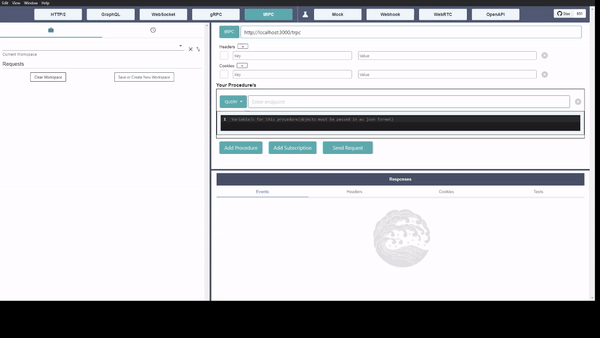 Edit View Window Help
HTTP/2 GraphQL WebSocket gRPC tRPC Mock Webhook WebRTC OpenAPI Star
Current Workspace
Requests
Clear Workspace Save or Create New Workspace
tRPC http://localhost:3000/trpc
Headers
key Value
Cookies
key Value
Your Procedure's
QUERY Enter endpoint
1 Variable(s) for this procedure(objects must be passed in as json format)
Add Procedure Add Subscription Send Request
Responses
Events Headers Cookies Tests